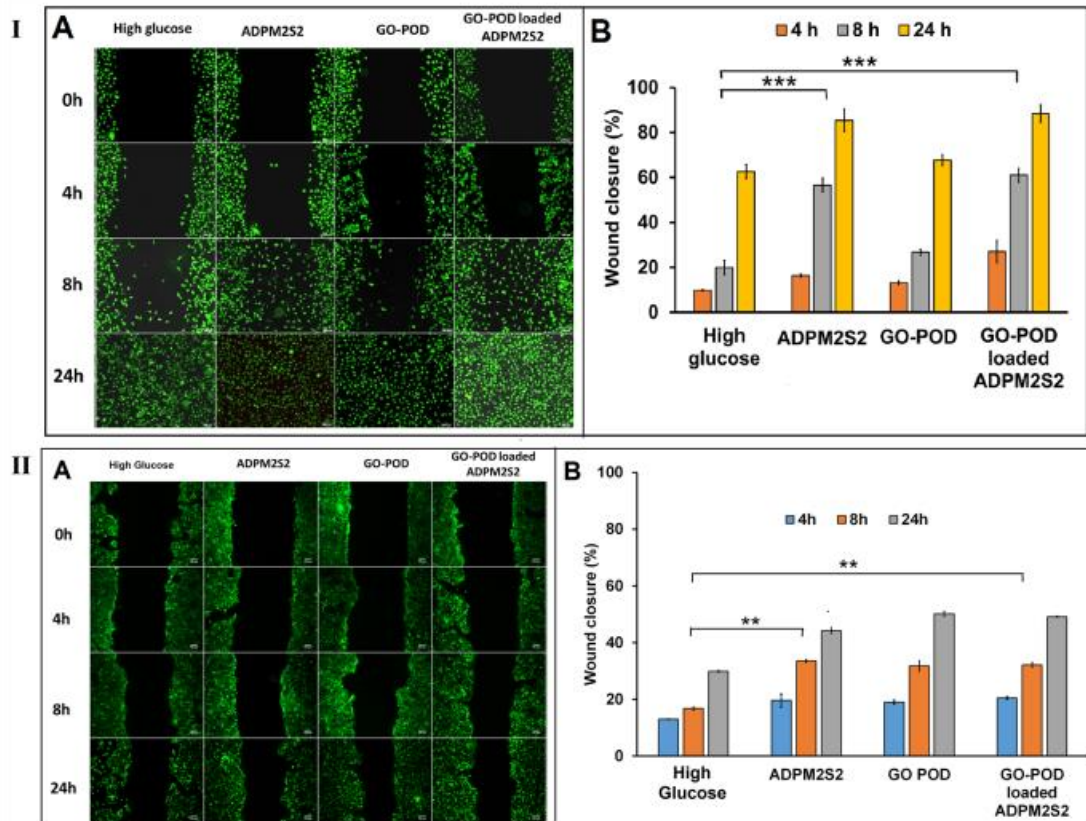 I
A
High glucose
ADPM2S2
GO-POD
GO-POD loaded
ADPM2S2
0h
4h
8h
24h
B
4 h
8 h
24 h
***
***
Wound closure (%)
100
80
60
40
20
0
High
glucose
ADPM2S2
GO-POD
GO-POD
loaded
ADPM2S2
II
A
High Glucose
ADPM2S2
GO-POD
GO-POD loaded
ADPM2S2
0h
4h
8h
24h
B
4h
8h
24h
**
**
Wound closure (%)
100
80
60
40
20
0
High
Glucose
ADPM2S2
GO POD
GO-POD
loaded
ADPM2S2